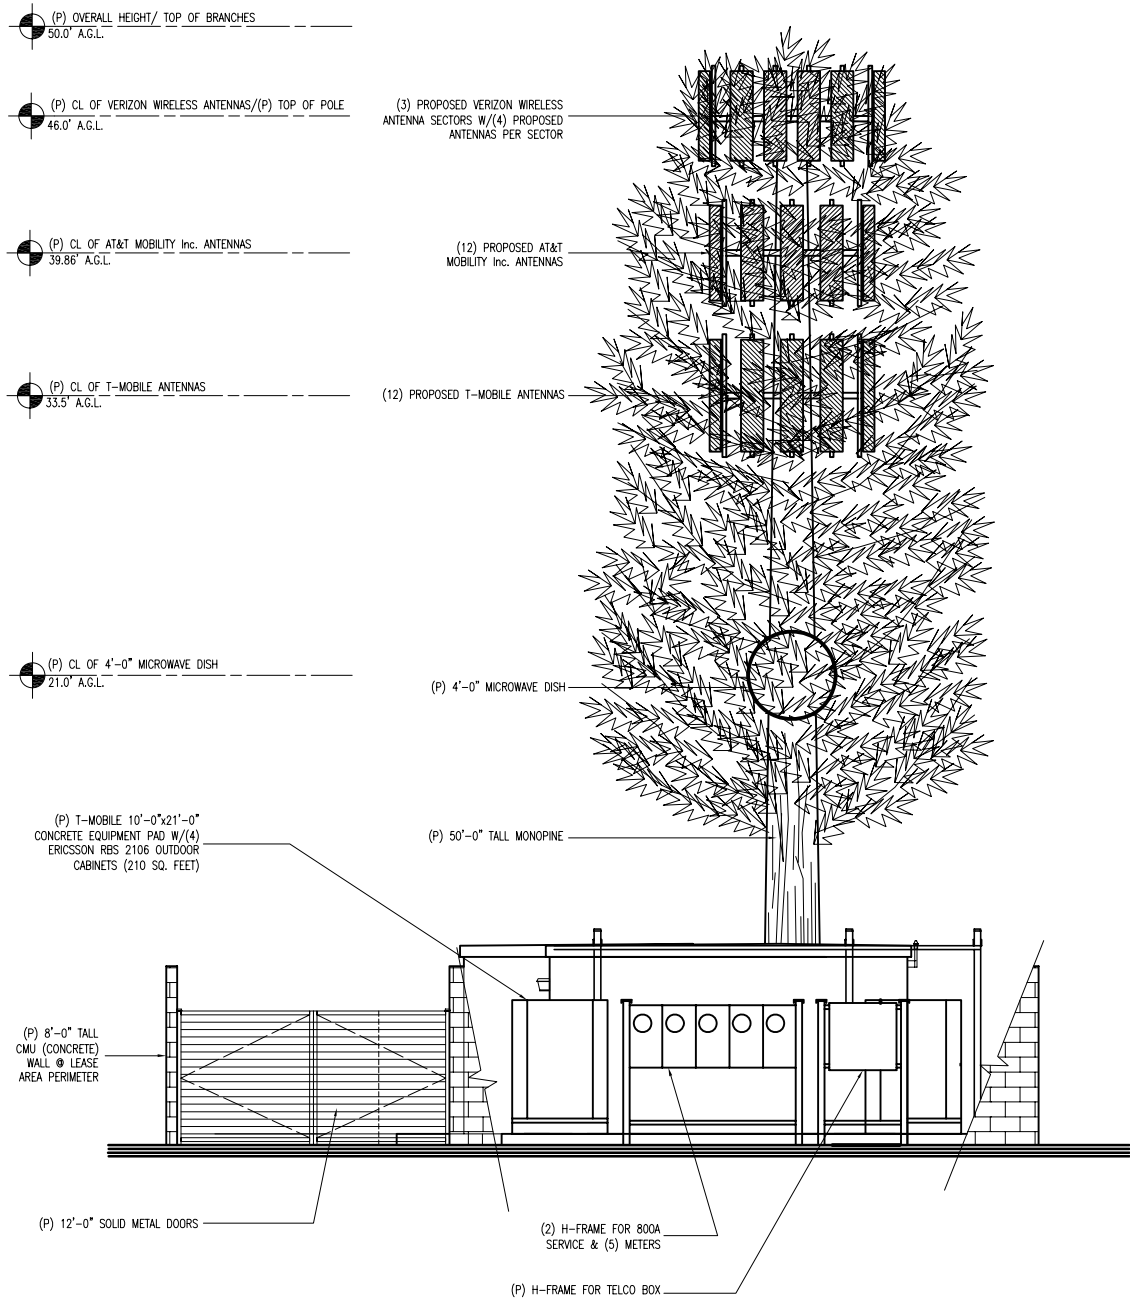 (P) OVERALL HEIGHT/ TOP OF BRANCHES
50.0' A.G.L.
(P) CL OF VERIZON WIRELESS ANTENNAS/(P) TOP OF POLE
46.0' A.G.L.
(3) PROPOSED VERIZON WIRELESS
ANTENNA SECTORS W/(4) PROPOSED
ANTENNAS PER SECTOR
(P) CL OF AT&T MOBILITY Inc. ANTENNAS
39.86' A.G.L.
(12) PROPOSED AT&T
MOBILITY Inc. ANTENNAS
(P) CL OF T-MOBILE ANTENNAS
33.5' A.G.L.
(12) PROPOSED T-MOBILE ANTENNAS
(P) CL OF 4'-0" MICROWAVE DISH
21.0' A.G.L.
(P) 4'-0" MICROWAVE DISH
(P) T-MOBILE 10'-0"x21'-0"
CONCRETE EQUIPMENT PAD W/(4)
ERICSSON RBS 2106 OUTDOOR
CABINETS (210 SQ. FEET)
(P) 50'-0" TALL MONOPINE
(P) 8'-0" TALL
CMU (CONCRETE)
WALL @ LEASE
AREA PERIMETER
(P) 12'-0" SOLID METAL DOORS
(2) H-FRAME FOR 800A
SERVICE & (5) METERS
(P) H-FRAME FOR TELCO BOX